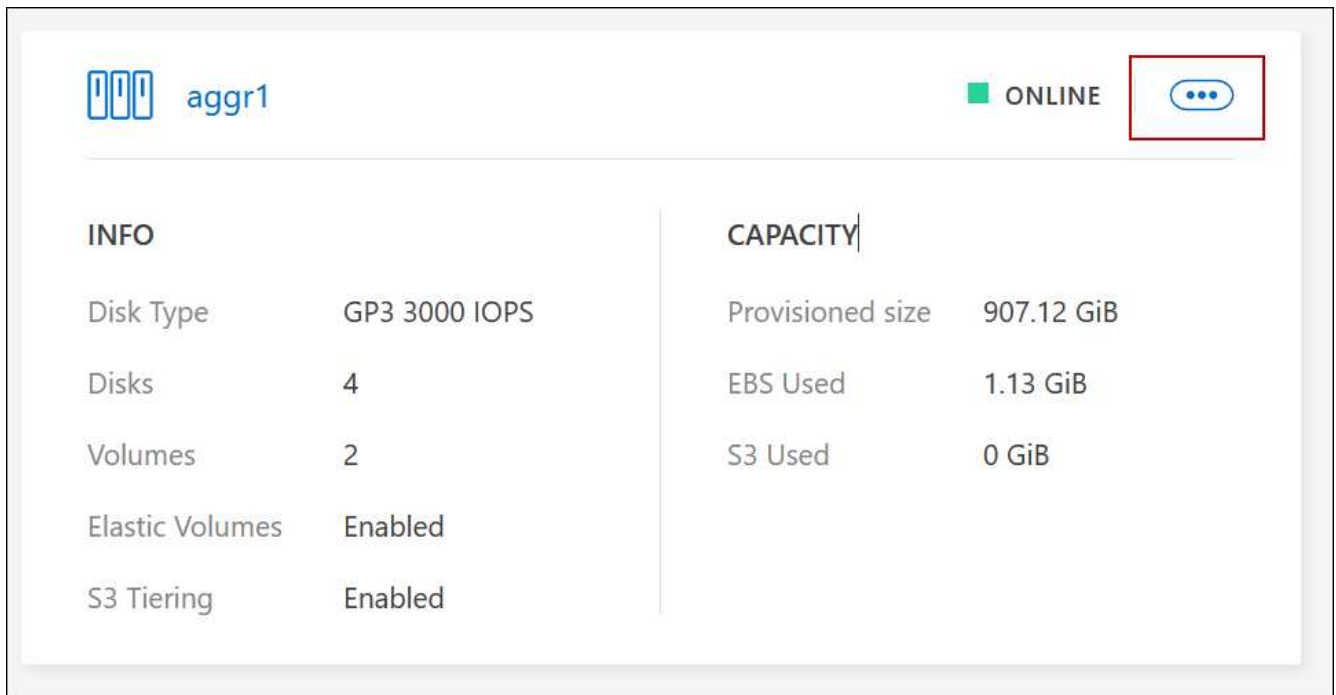 aggr1
ONLINE
INFO
Disk Type GP3 3000 IOPS
Disks 4
Volumes 2
Elastic Volumes Enabled
S3 Tiering Enabled
CAPACITY
Provisioned size 907.12 GiB
EBS Used 1.13 GiB
S3 Used 0 GiB